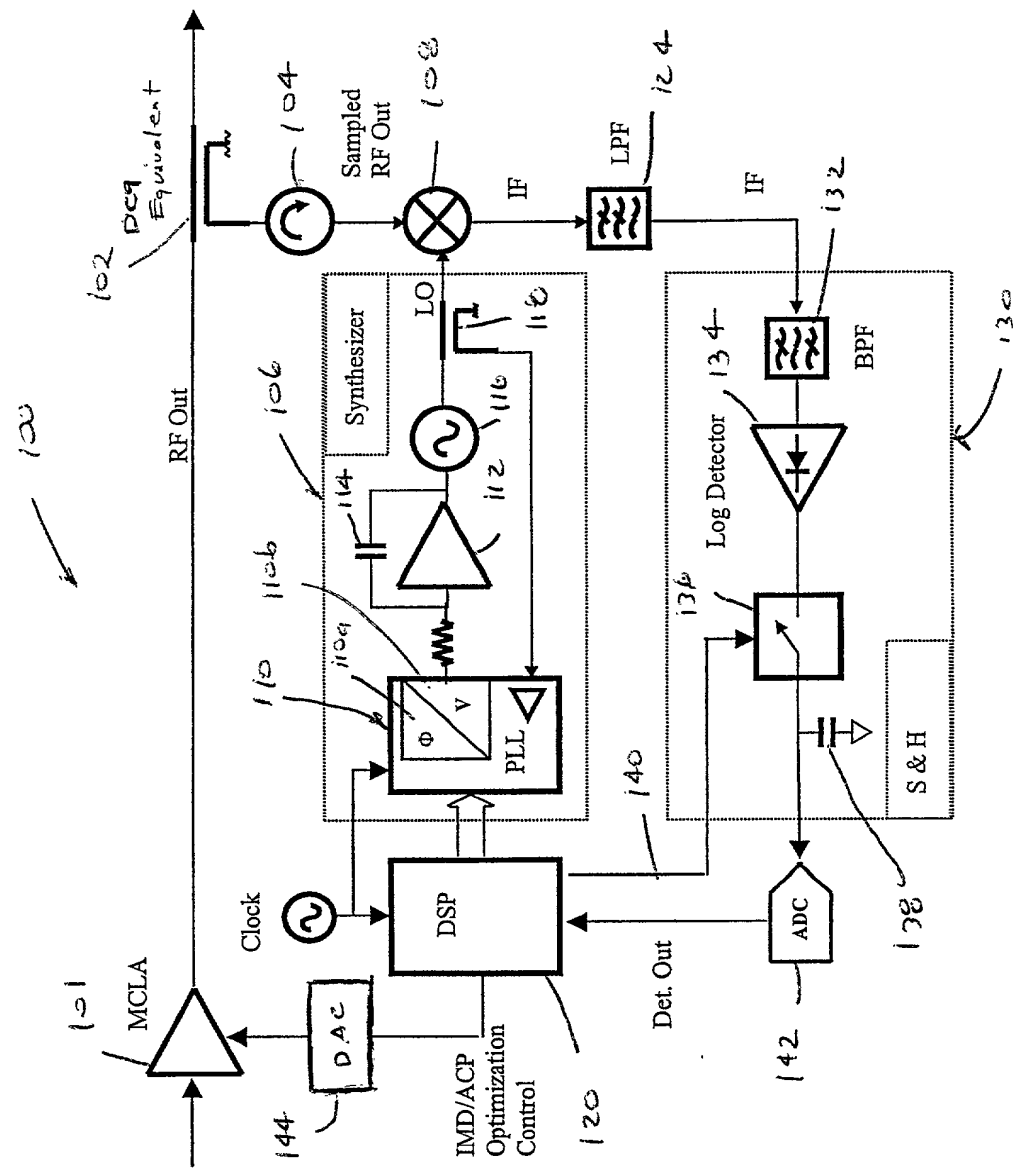 100
101
MCLA
RF Out
102
DCq
Equivalent
104
Sampled
RF Out
108
144
DAC
Clock
106
Synthesizer
110
110a
110b
114
112
116
118
LO
Φ
V
PLL
IF
LPF
124
IMD/ACP
Optimization
Control
DSP
120
140
IF
132
BPF
134
Log Detector
136
130
S & H
138
Det. Out
ADC
142